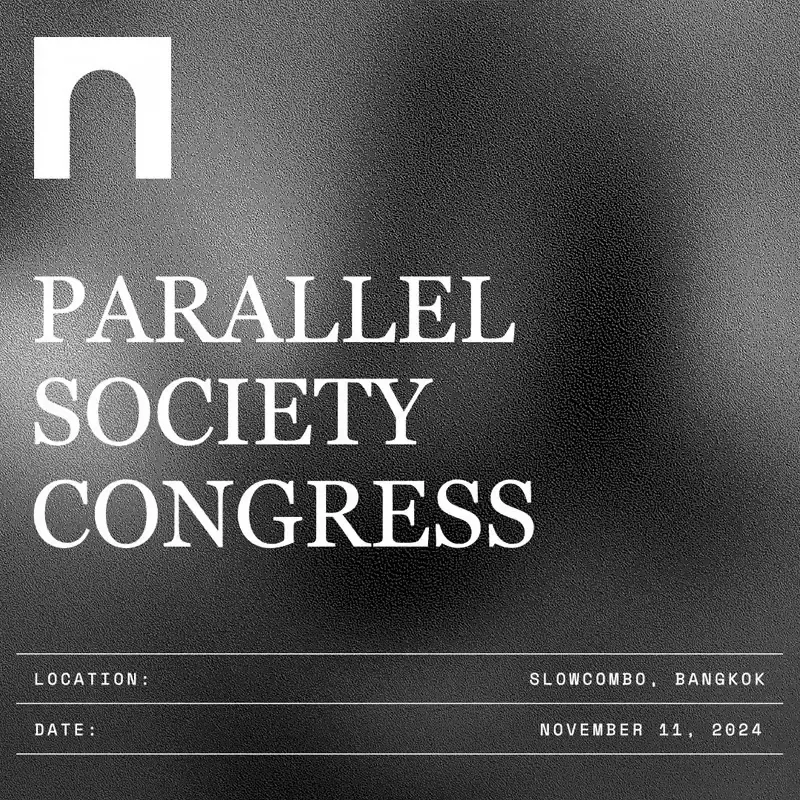 PARALLEL
SOCIETY
CONGRESS
LOCATION: SLOWCOMBO, BANGKOK
DATE: NOVEMBER 11, 2024